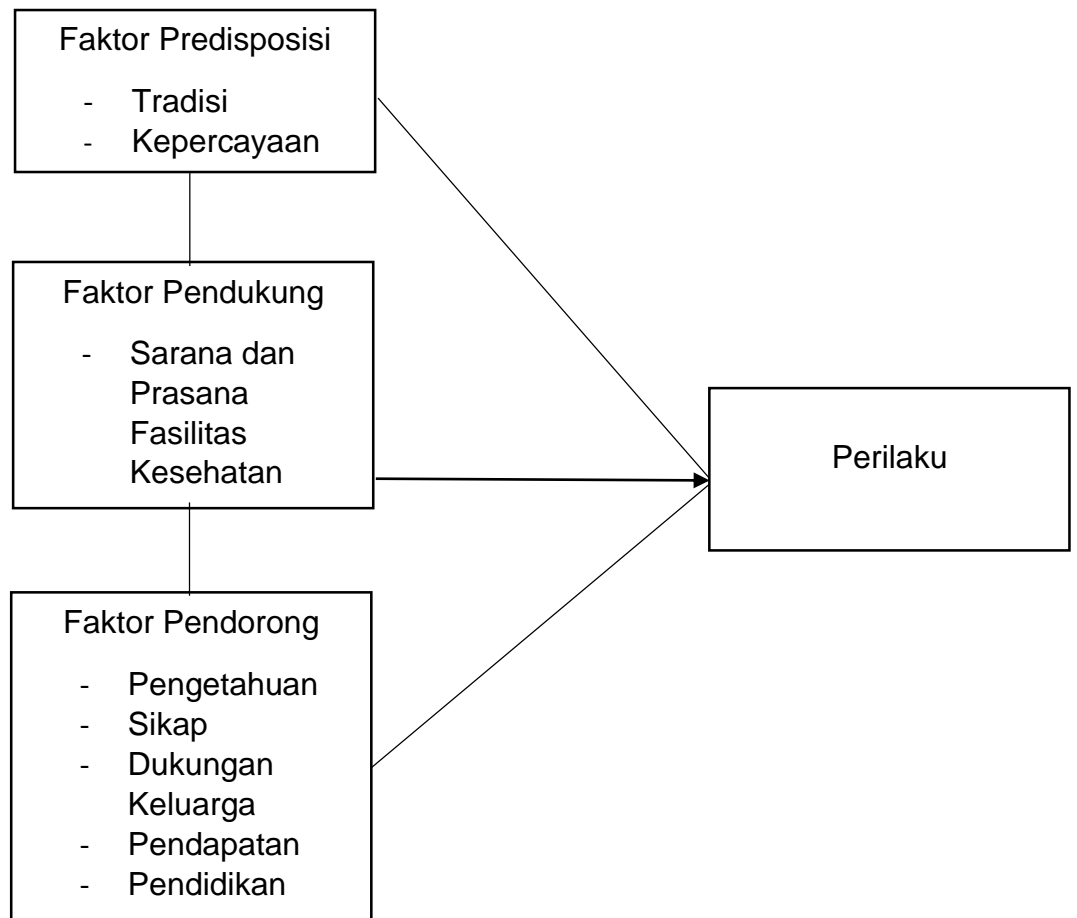 Faktor Predisposisi
- Tradisi
- Kepercayaan
Faktor Pendukung
- Sarana dan
Prasana
Fasilitas
Kesehatan
Perilaku
Faktor Pendorong
- Pengetahuan
- Sikap
- Dukungan
Keluarga
- Pendapatan
- Pendidikan